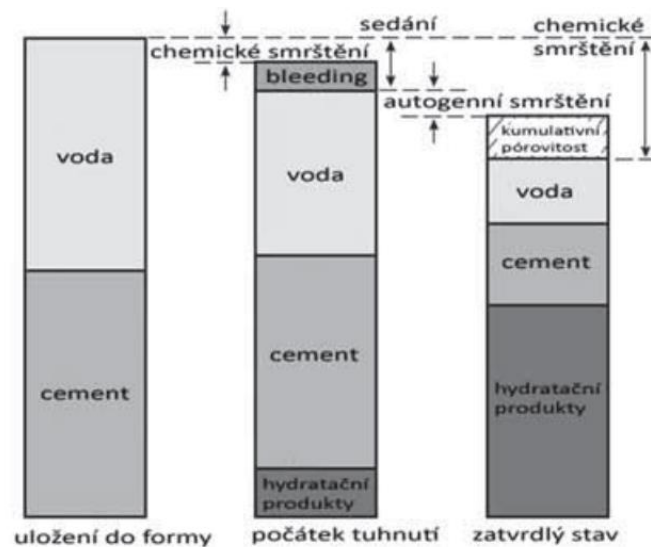 sedání
chemické
smrštění
chemické smrštění
bleeding
autogenní smrštění
kumulativní
pórovitost
voda
voda
voda
cement
cement
cement
hydratační
produkty
hydratační
produkty
uložení do formy
počátek tuhnutí
zatvrdlý stav